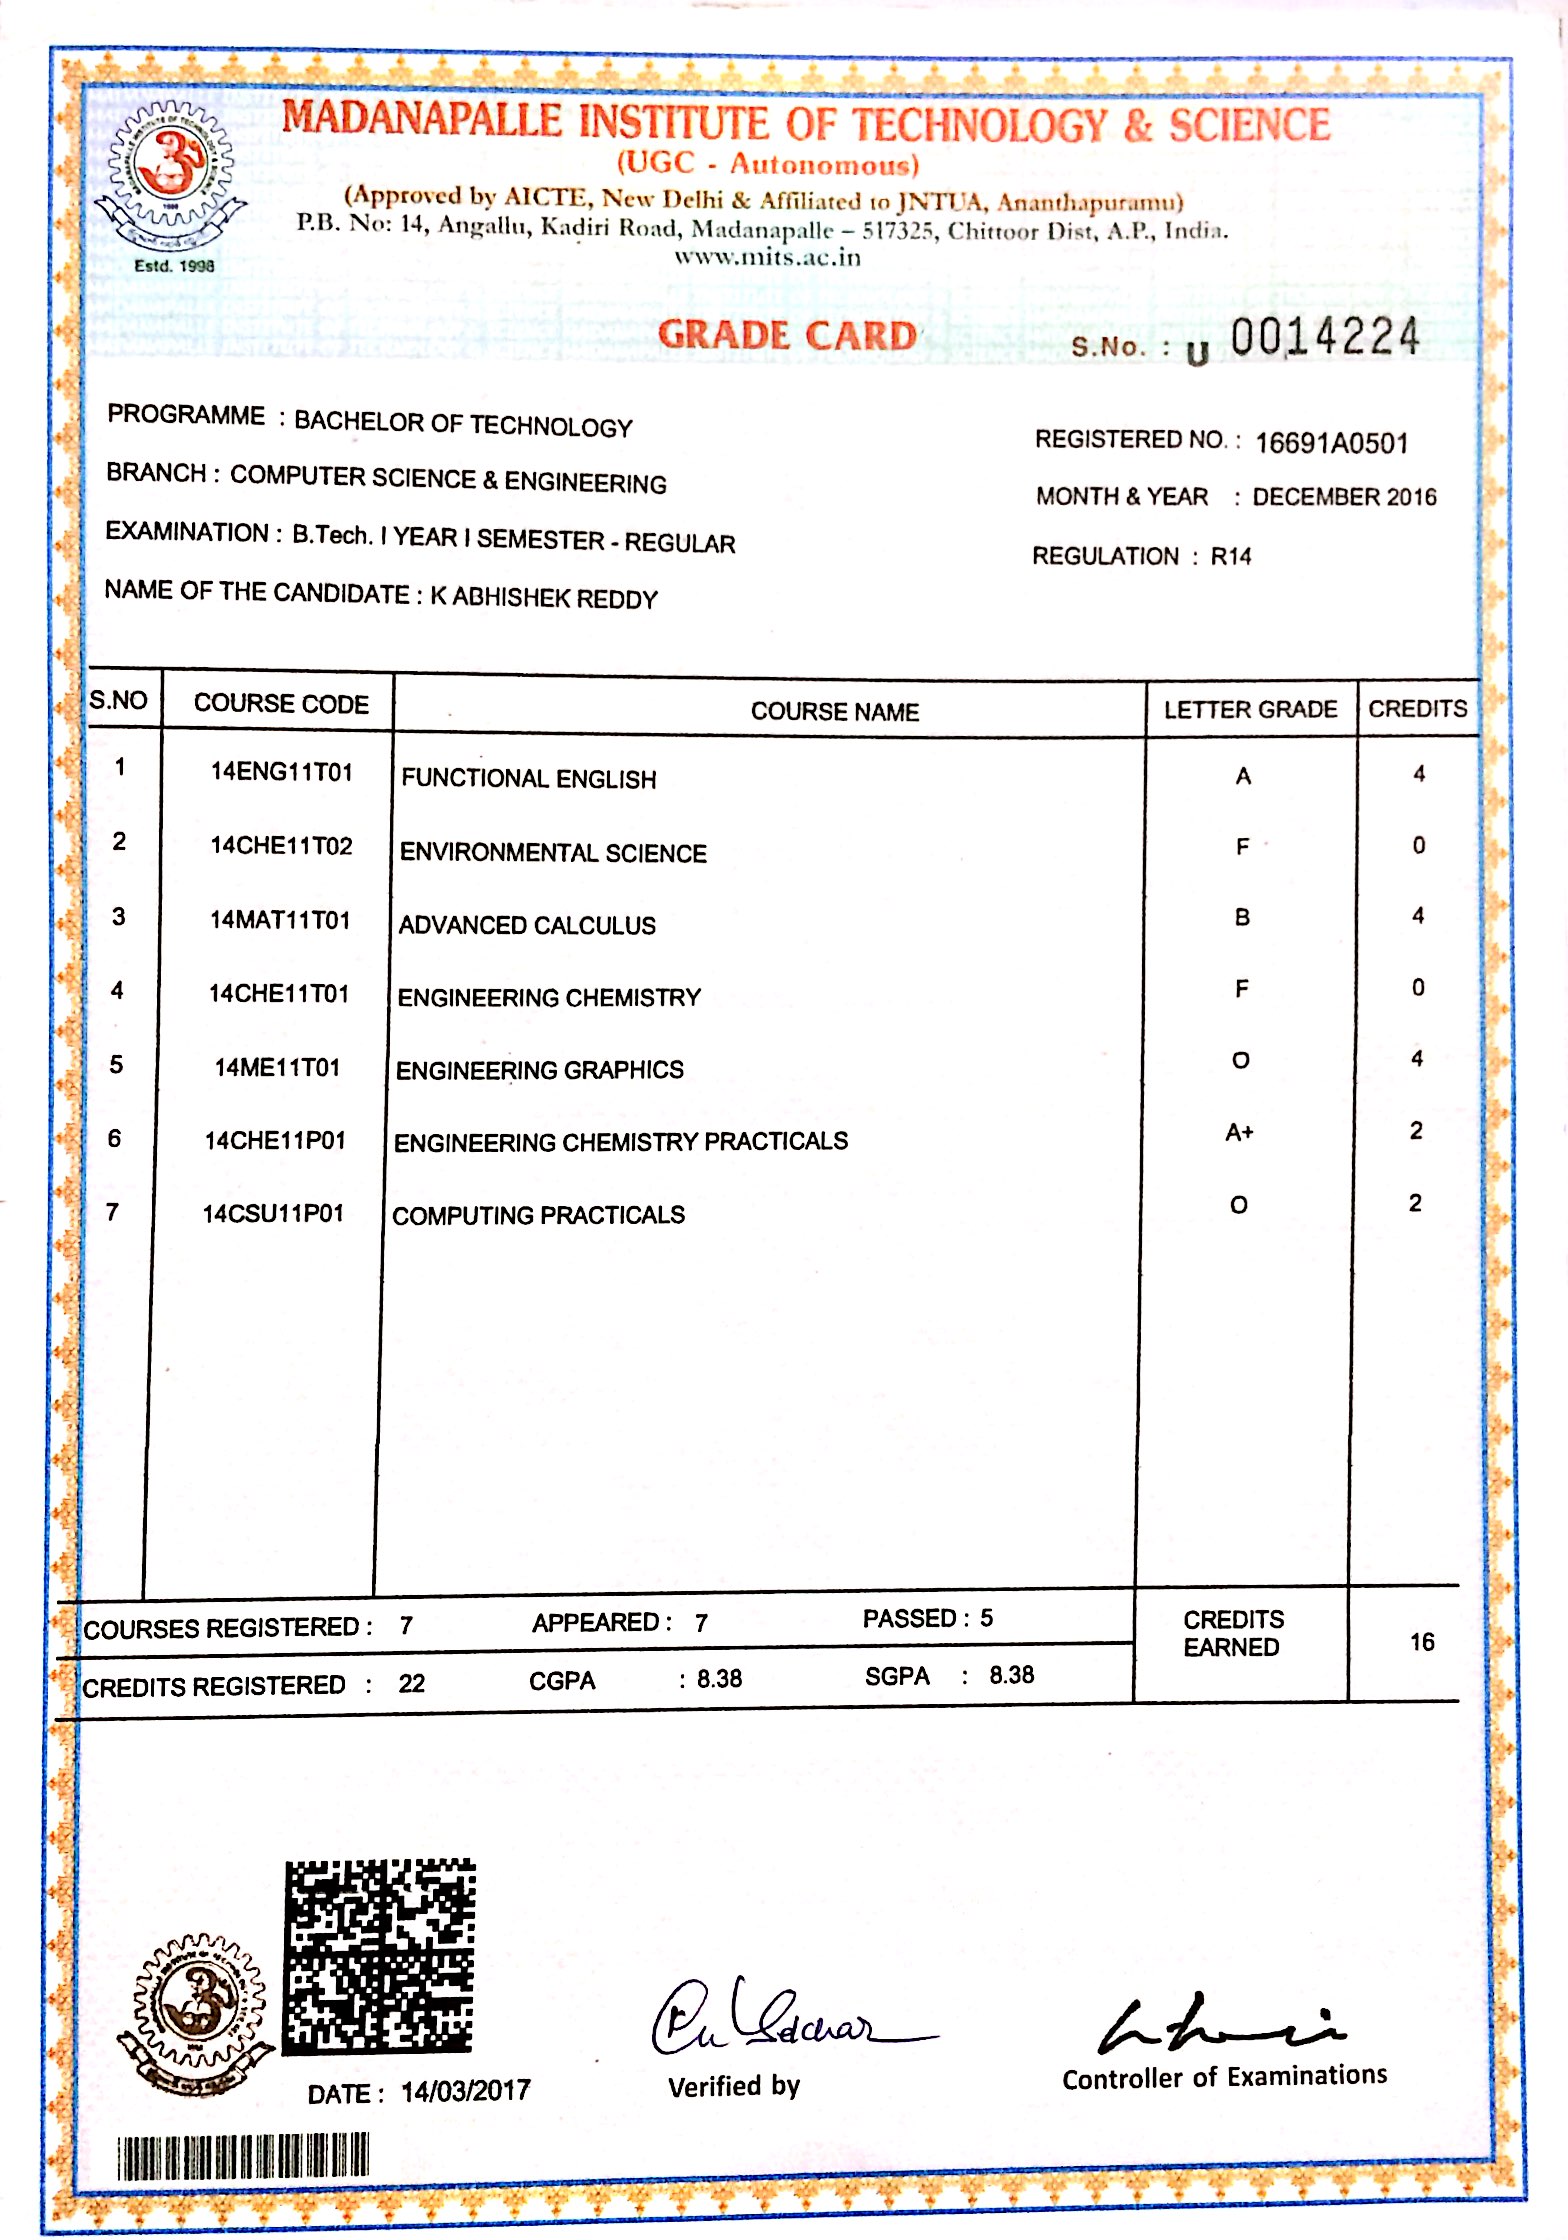 MADANAPALLE INSTITUTE OF TECHNOLOGY & SCIENCE
(UGC - Autonomous)
(Approved by AICTE, New Delhi & Affiliated to JNTUA, Ananthapuramu)
P.B. No: 14, Angallu, Kadiri Road, Madanapalle – 517325, Chittoor Dist, A.P., India.
www.mits.ac.in
Estd. 1998
GRADE CARD
S.No. : U 0014224
PROGRAMME : BACHELOR OF TECHNOLOGY
REGISTERED NO. : 16691A0501
BRANCH : COMPUTER SCIENCE & ENGINEERING
MONTH & YEAR : DECEMBER 2016
EXAMINATION : B.Tech. I YEAR I SEMESTER - REGULAR
REGULATION : R14
NAME OF THE CANDIDATE : K ABHISHEK REDDY
S.NO COURSE CODE COURSE NAME LETTER GRADE CREDITS
1 14ENG11T01 FUNCTIONAL ENGLISH A 4
2 14CHE11T02 ENVIRONMENTAL SCIENCE F 0
3 14MAT11T01 ADVANCED CALCULUS B 4
4 14CHE11T01 ENGINEERING CHEMISTRY F 0
5 14ME11T01 ENGINEERING GRAPHICS O 4
6 14CHE11P01 ENGINEERING CHEMISTRY PRACTICALS A+ 2
7 14CSU11P01 COMPUTING PRACTICALS O 2
COURSES REGISTERED : 7 APPEARED : 7 PASSED : 5 CREDITS EARNED 16
CREDITS REGISTERED : 22 CGPA : 8.38 SGPA : 8.38
DATE : 14/03/2017
Verified by
Controller of Examinations